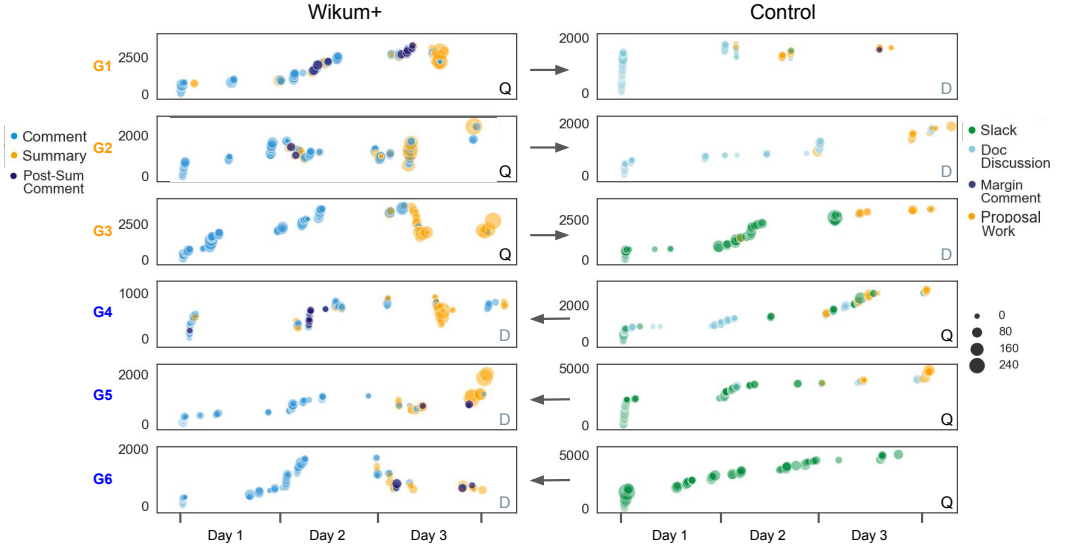 Wikum+ Control
G1 2500 0 Q 2000 0 D
Comment
Summary
Post-Sum
Comment
G2 2000 0 Q 2000 0 D
Slack
Doc
Discussion
Margin
Comment
Proposal
Work
G3 2500 0 Q 2500 0 D
G4 1000 0 D 2000 0 Q
0
80
160
240
G5 2000 0 D 5000 0 Q
G6 2000 0 D 5000 0 Q
Day 1 Day 2 Day 3 Day 1 Day 2 Day 3